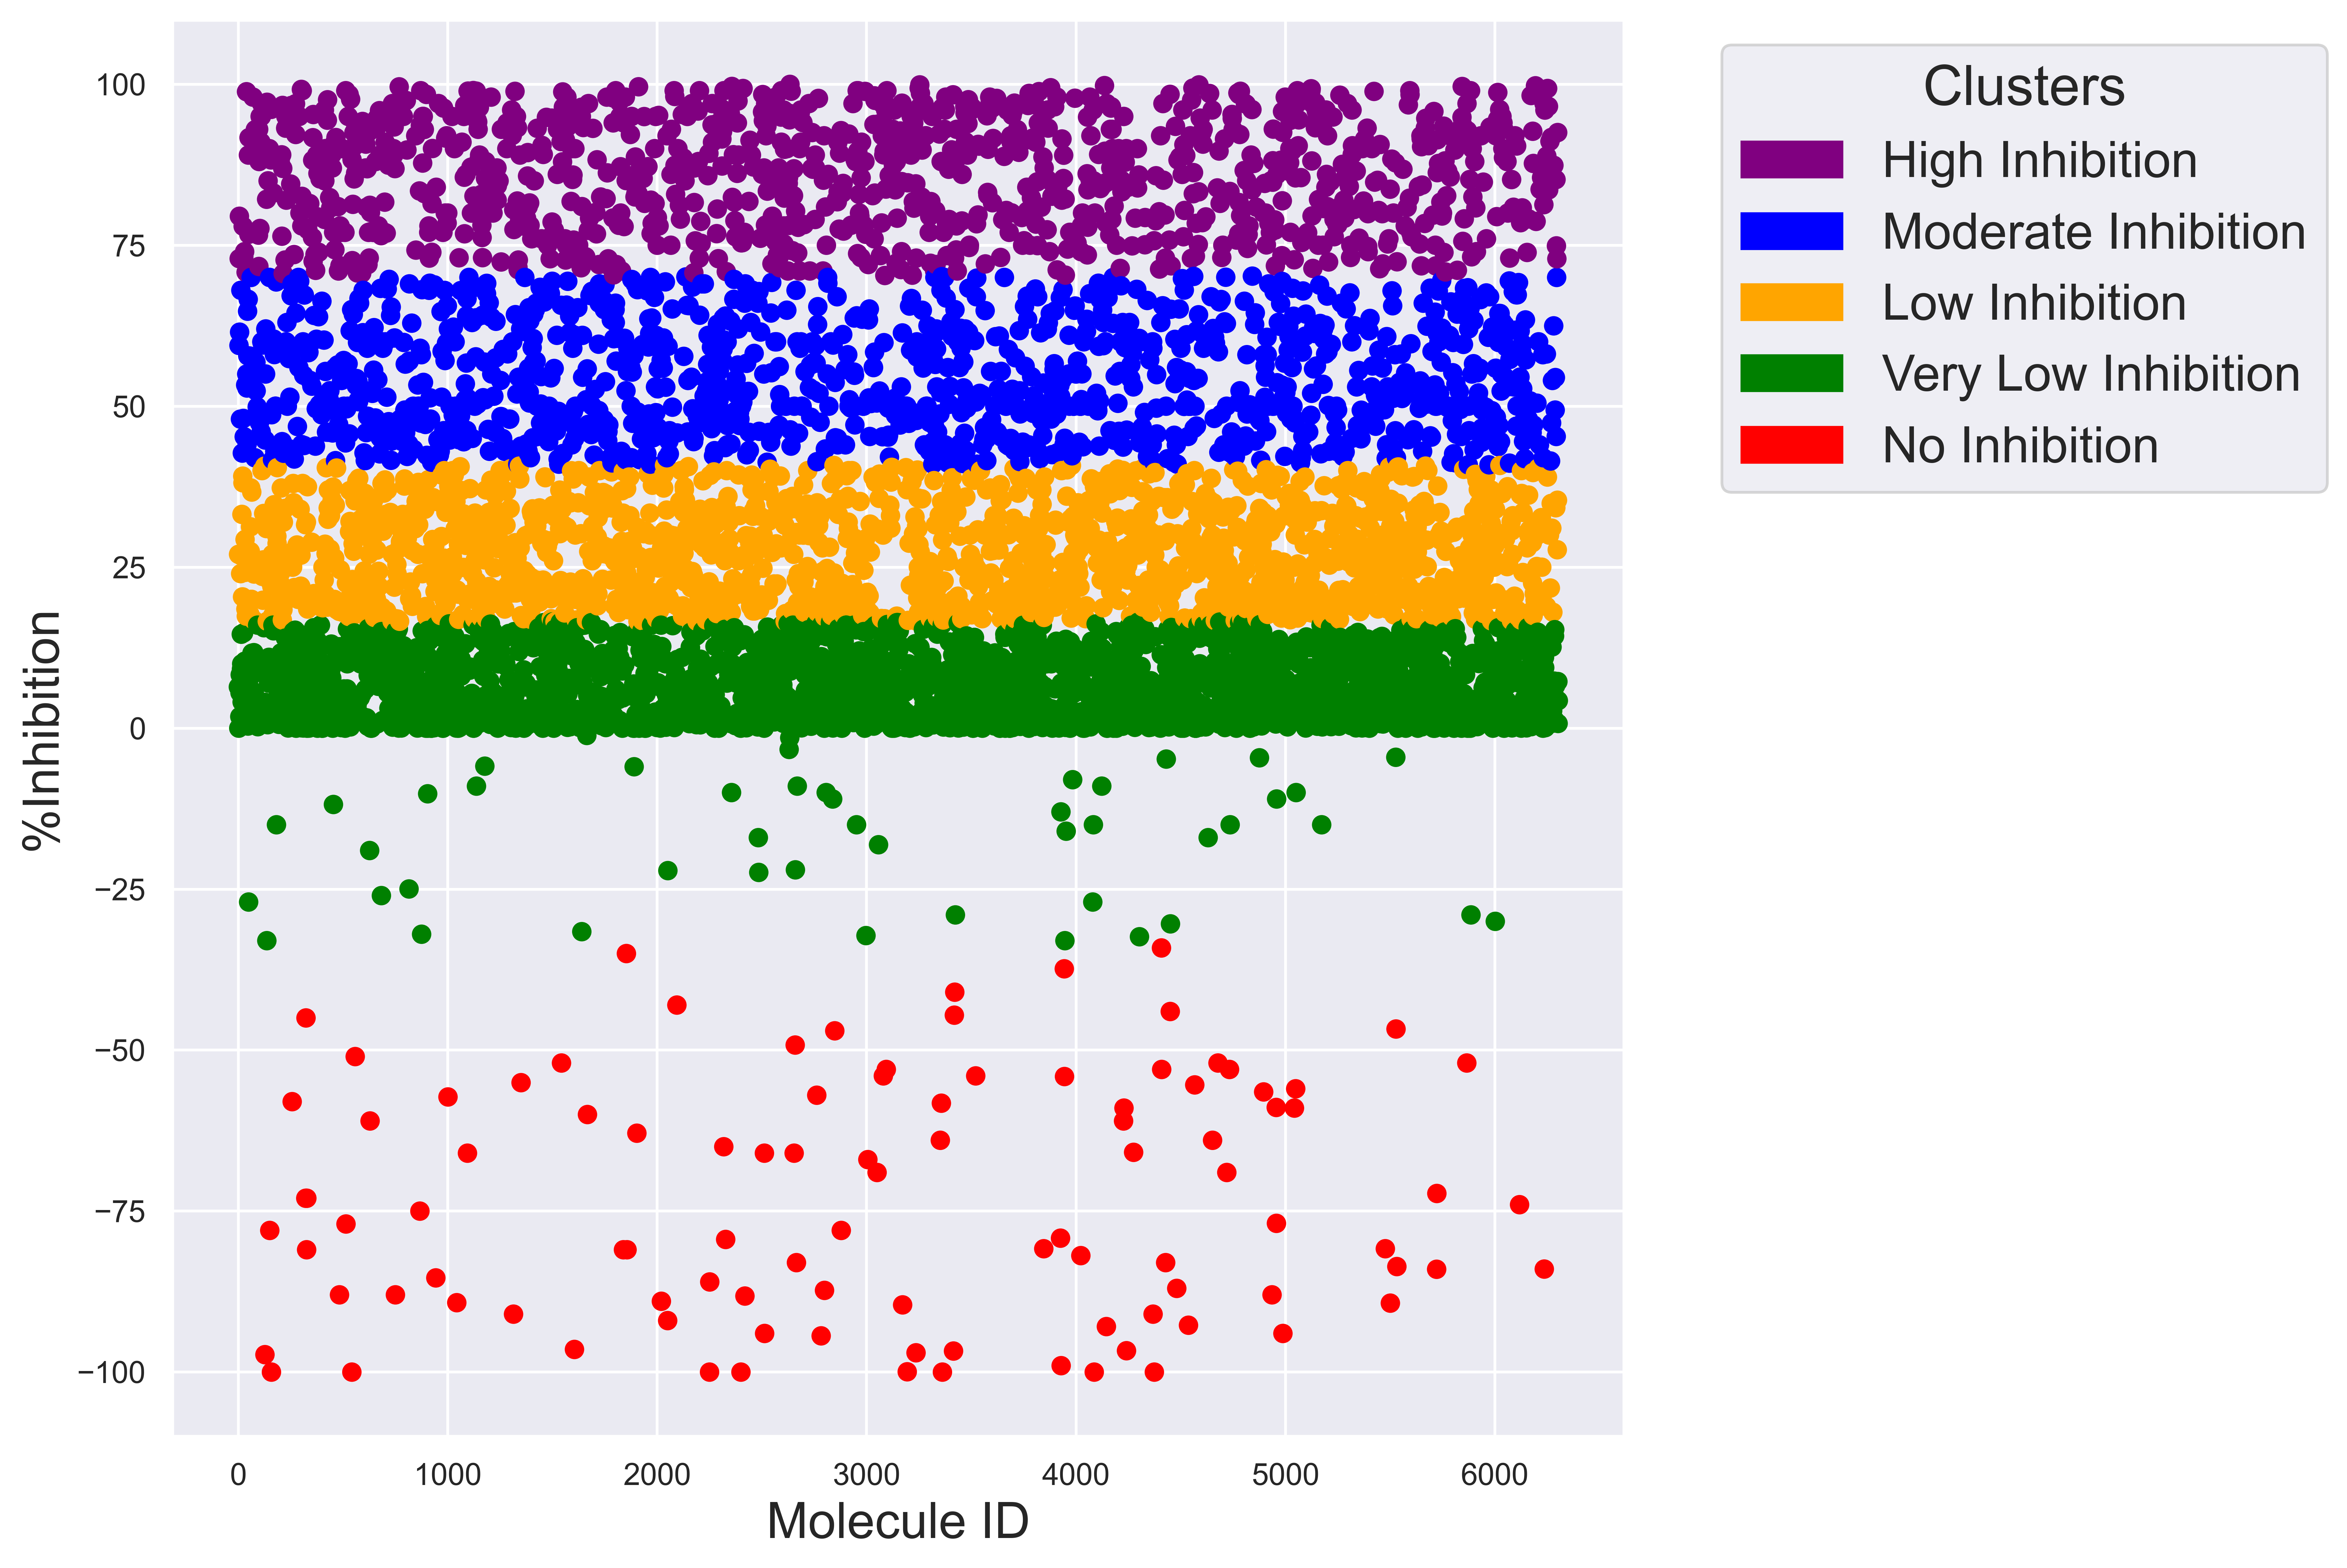 100
75
50
25
0
−25
−50
−75
−100
%Inhibition
0 1000 2000 3000 4000 5000 6000
Molecule ID
Clusters
High Inhibition
Moderate Inhibition
Low Inhibition
Very Low Inhibition
No Inhibition